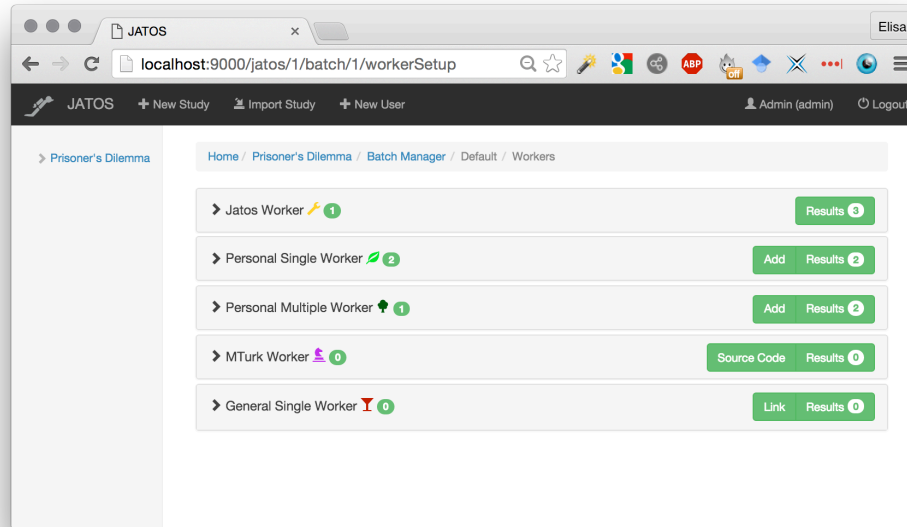 JATOS ×
Elisa
localhost:9000/jatos/1/batch/1/workerSetup
ABP
off
JATOS + New Study Import Study + New User Admin (admin) Logout
Prisoner's Dilemma
Home / Prisoner's Dilemma / Batch Manager / Default / Workers
Jatos Worker 1 Results 3
Personal Single Worker 2 Add Results 2
Personal Multiple Worker 1 Add Results 2
MTurk Worker 0 Source Code Results 0
General Single Worker 0 Link Results 0